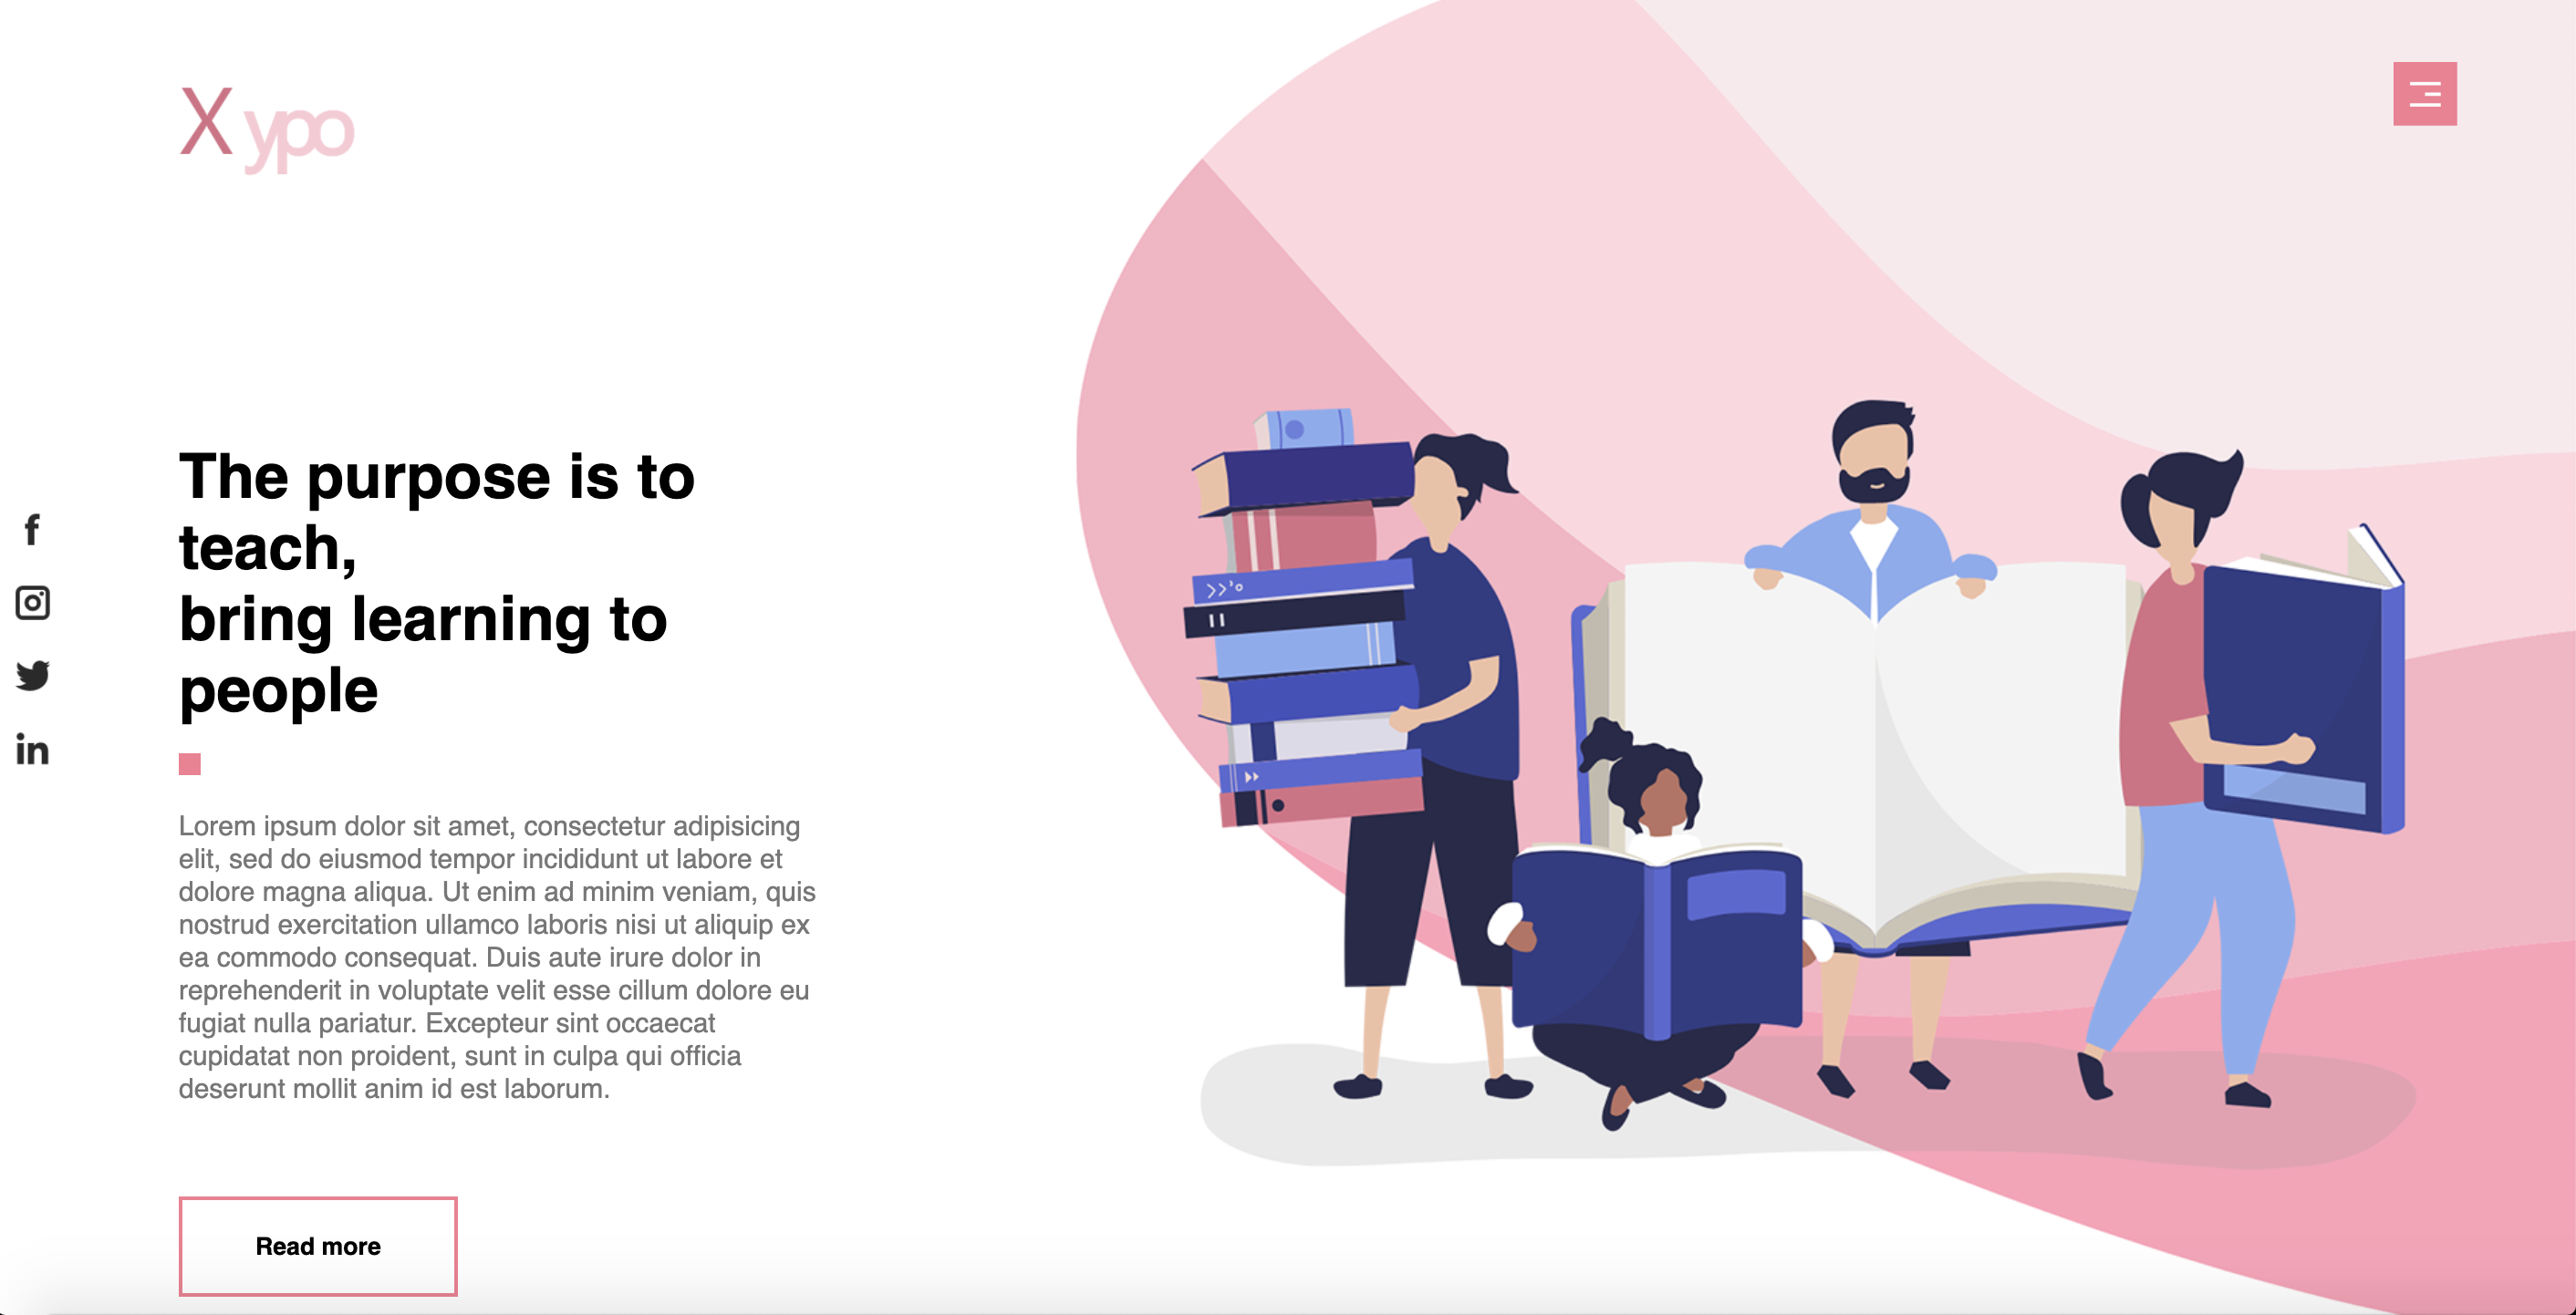 X ypo
The purpose is to
teach,
bring learning to
people
Lorem ipsum dolor sit amet, consectetur adipisicing
elit, sed do eiusmod tempor incididunt ut labore et
dolore magna aliqua. Ut enim ad minim veniam, quis
nostrud exercitation ullamco laboris nisi ut aliquip ex
ea commodo consequat. Duis aute irure dolor in
reprehenderit in voluptate velit esse cillum dolore eu
fugiat nulla pariatur. Excepteur sint occaecat
cupidatat non proident, sunt in culpa qui officia
deserunt mollit anim id est laborum.
Read more